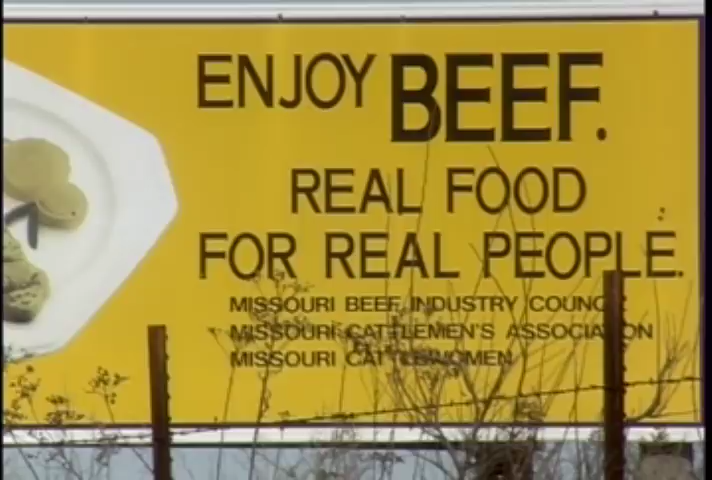 ENJOY BEEF.
REAL FOOD
FOR REAL PEOPLE.
MISSOURI BEEF INDUSTRY COUNCIL
MISSOURI CATTLEMEN'S ASSOCIATION
MISSOURI CATTLEWOMEN